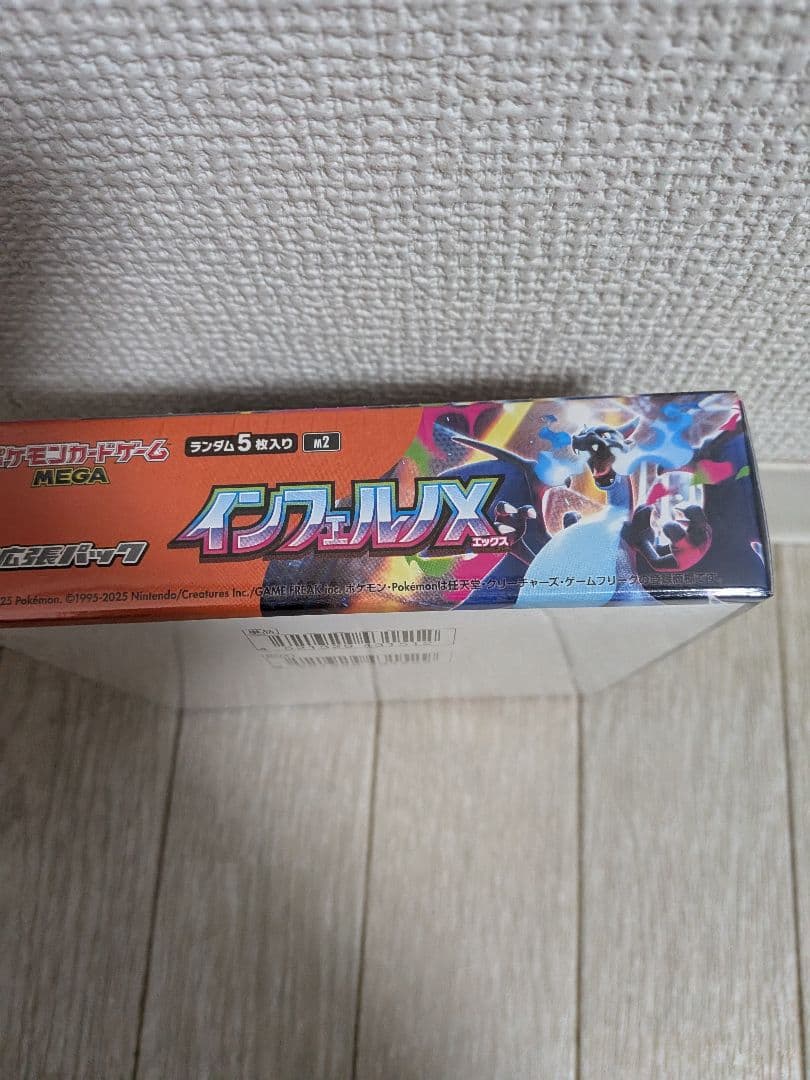 ポケモンカードゲーム
MEGA
ランダム5枚入り M2
インフェルノX
エックス
拡張パック
25 Pokémon. ©1995-2025 Nintendo/Creatures Inc./GAME FREAK inc. ポケモン・Pokémonは任天堂・クリーチャーズ・ゲームフリークの登録商標です。